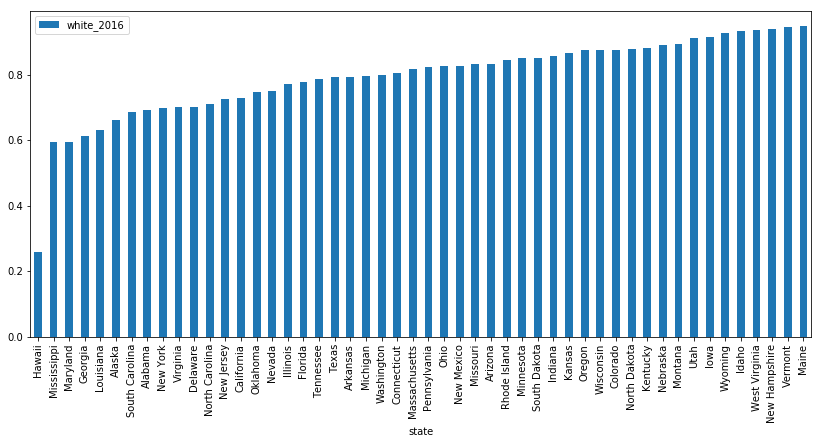 white_2016
0.8
0.6
0.4
0.2
0.0
Hawaii
Mississippi
Maryland
Georgia
Louisiana
Alaska
South Carolina
Alabama
New York
Virginia
Delaware
North Carolina
New Jersey
California
Oklahoma
Nevada
Illinois
Florida
Tennessee
Texas
Arkansas
Michigan
Washington
Connecticut
Massachusetts
Pennsylvania
Ohio
New Mexico
Missouri
Arizona
Rhode Island
Minnesota
South Dakota
Indiana
Kansas
Oregon
Wisconsin
Colorado
North Dakota
Kentucky
Nebraska
Montana
Utah
Iowa
Wyoming
Idaho
West Virginia
New Hampshire
Vermont
Maine
state